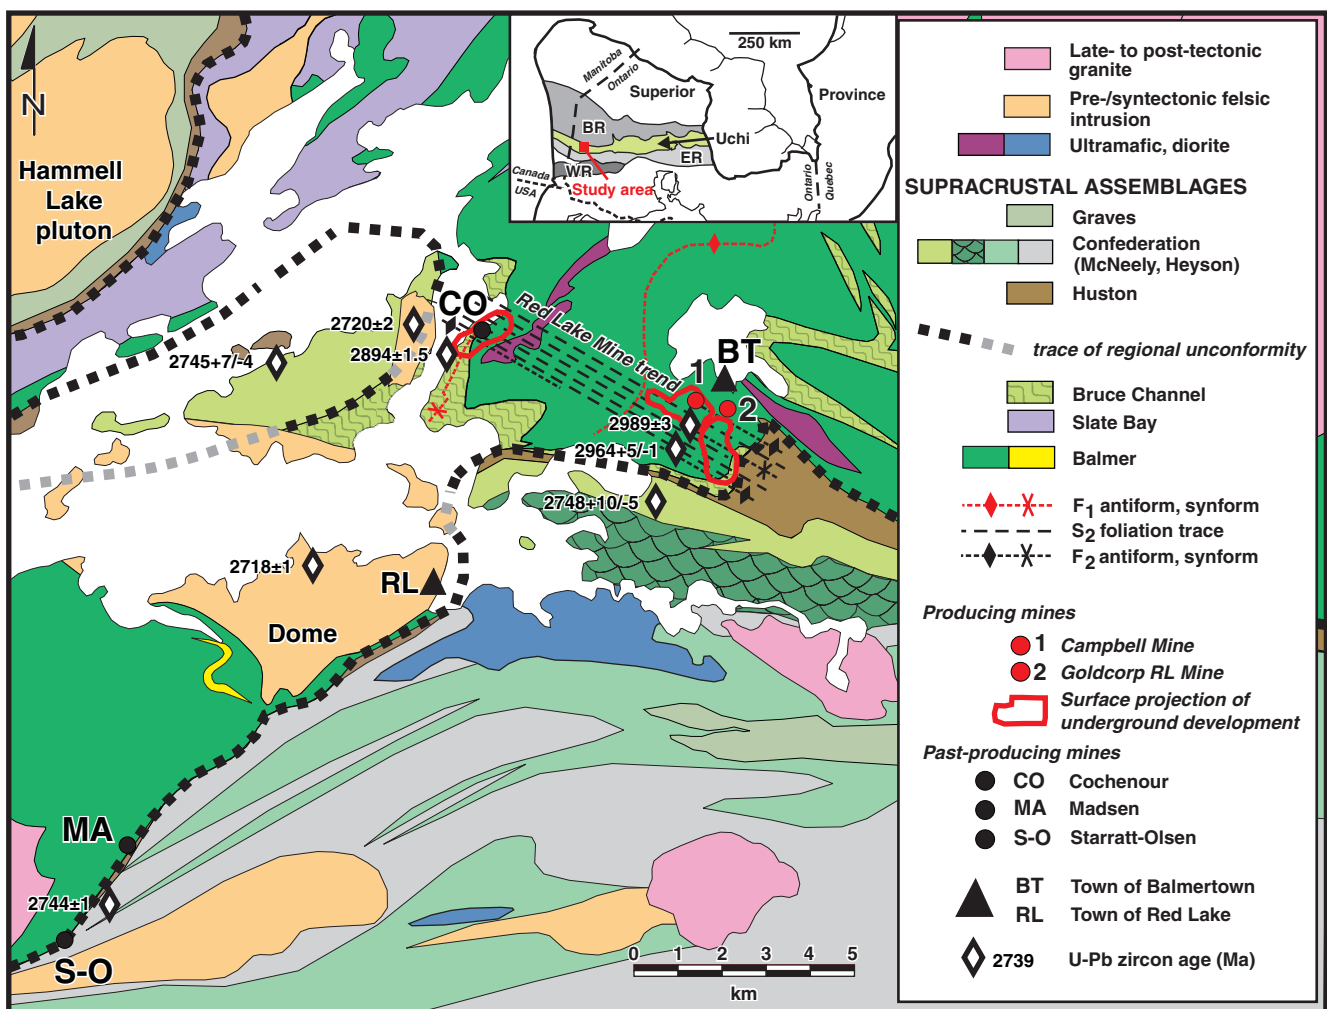 N
Hammell
Lake
pluton
250 km
Manitoba
Ontario
Superior
Province
BR
Uchi
ER
WR
Canada
USA
Study area
Ontario
Quebec
CO
Red Lake Mine trend
2720±2
2894±1.5
2745+7/-4
BT
1
2
2989±3
2964+5/-1
2748+10/-5
2718±1
RL
Dome
MA
2744±1
S-O
0 1 2 3 4 5
km
Late- to post-tectonic
granite
Pre-/syntectonic felsic
intrusion
Ultramafic, diorite
SUPRACRUSTAL ASSEMBLAGES
Graves
Confederation
(McNeely, Heyson)
Huston
trace of regional unconformity
Bruce Channel
Slate Bay
Balmer
F1 antiform, synform
S2 foliation trace
F2 antiform, synform
Producing mines
1 Campbell Mine
2 Goldcorp RL Mine
Surface projection of
underground development
Past-producing mines
CO Cochenour
MA Madsen
S-O Starratt-Olsen
BT Town of Balmertown
RL Town of Red Lake
2739 U-Pb zircon age (Ma)